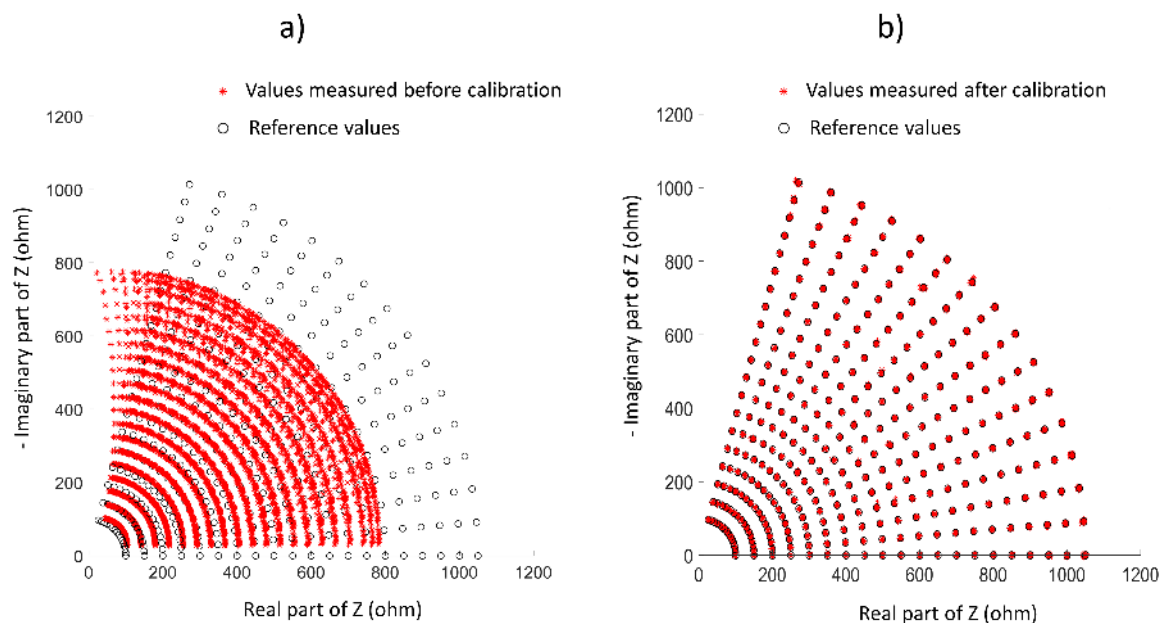 a)
Values measured before calibration
Reference values
1200
1000
800
600
400
200
0
0 200 400 600 800 1000 1200
- Imaginary part of Z (ohm)
Real part of Z (ohm)
b)
Values measured after calibration
Reference values
1200
1000
800
600
400
200
0
0 200 400 600 800 1000 1200
- Imaginary part of Z (ohm)
Real part of Z (ohm)